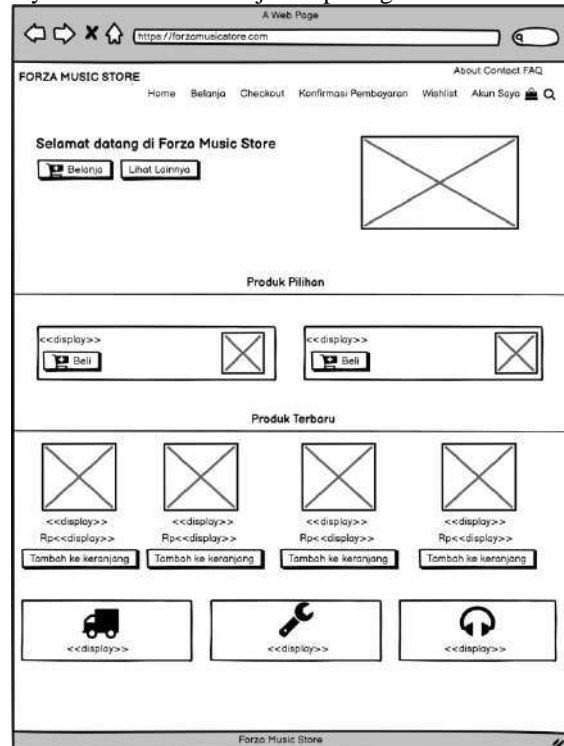 A Web Page
https://forzamusicstore.com
About Contact FAQ
FORZA MUSIC STORE
Home Belanja Checkout Konfirmasi Pembayaran Wishlist Akun Saya
Selamat datang di Forza Music Store
Belanja Lihat Lainnya
Produk Pilihan
<<display>> <<display>>
Beli Beli
Produk Terbaru
<<display>> <<display>> <<display>> <<display>>
Rp<<display>> Rp<<display>> Rp<<display>> Rp<<display>>
Tambah ke keranjang Tambah ke keranjang Tambah ke keranjang Tambah ke keranjang
<<display>> <<display>> <<display>>
Forza Music Store